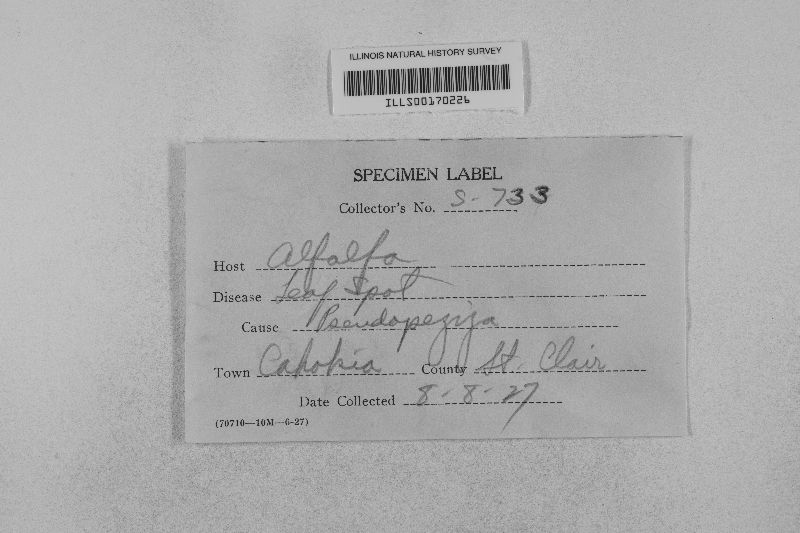 ILLINOIS NATURAL HISTORY SURVEY
ILLS00170226
SPECIMEN LABEL
Collector's No. S-733
Host Alfalfa
Disease Leaf Spot
Cause Pseudopeziza
Town Cahokia County St. Clair
Date Collected 8-8-27
(70710—10M—6-27)